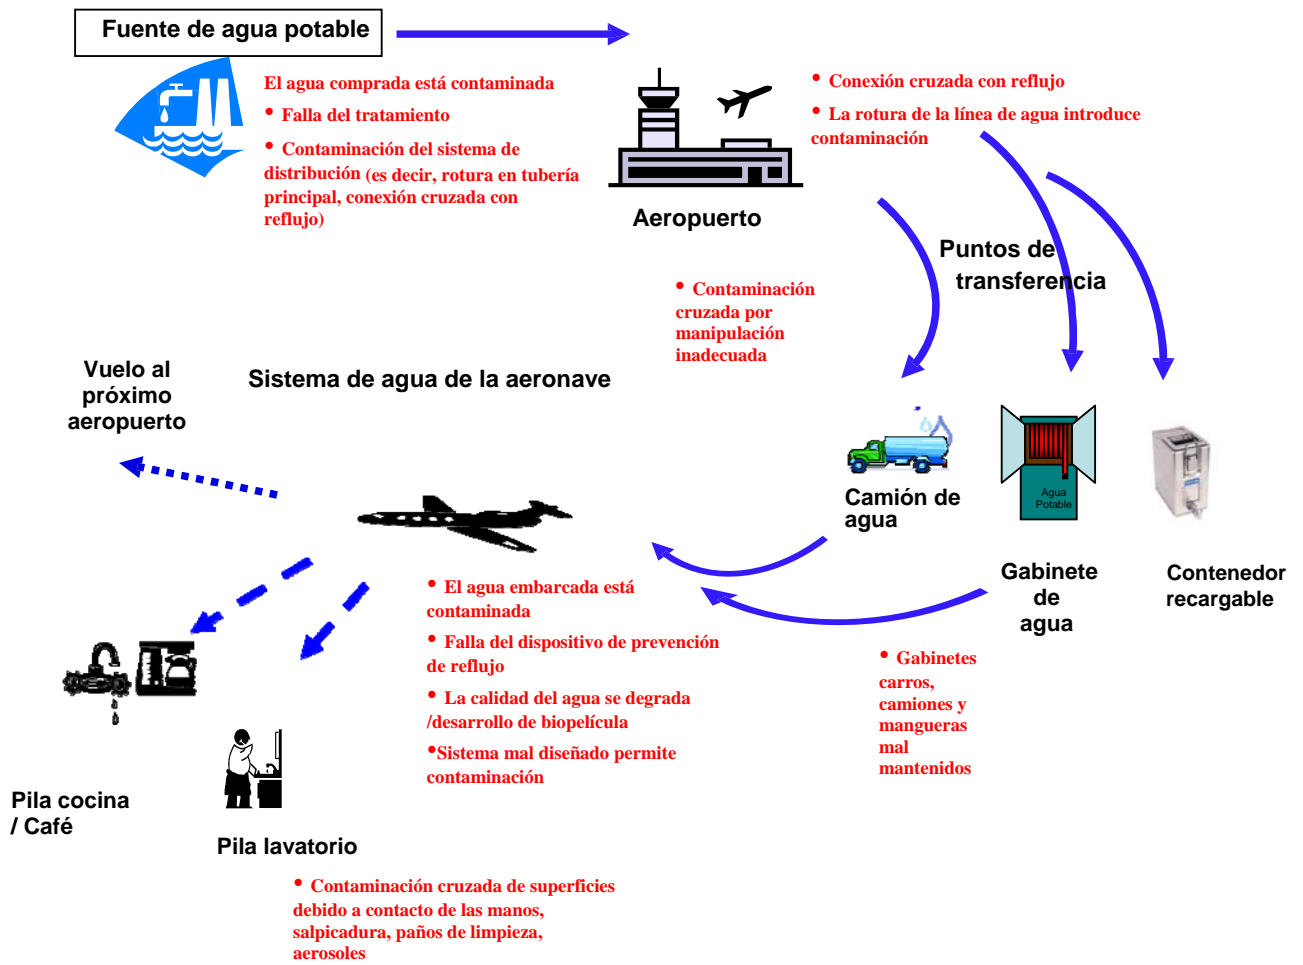 Fuente de agua potable
El agua comprada está contaminada
• Falla del tratamiento
• Contaminación del sistema de
distribución (es decir, rotura en tubería
principal, conexión cruzada con
reflujo)
Aeropuerto
• Conexión cruzada con reflujo
• La rotura de la línea de agua introduce
contaminación
Puntos de
transferencia
• Contaminación
cruzada por
manipulación
inadecuada
Vuelo al
próximo
aeropuerto
Sistema de agua de la aeronave
Camión de
agua
Agua
Potable
Gabinete
de
agua
Contenedor
recargable
• El agua embarcada está
contaminada
• Falla del dispositivo de prevención
de reflujo
• La calidad del agua se degrada
/desarrollo de biopelícula
•Sistema mal diseñado permite
contaminación
• Gabinetes
carros,
camiones y
mangueras
mal
mantenidos
Pila cocina
/ Café
Pila lavatorio
• Contaminación cruzada de superficies
debido a contacto de las manos,
salpicadura, paños de limpieza,
aerosoles